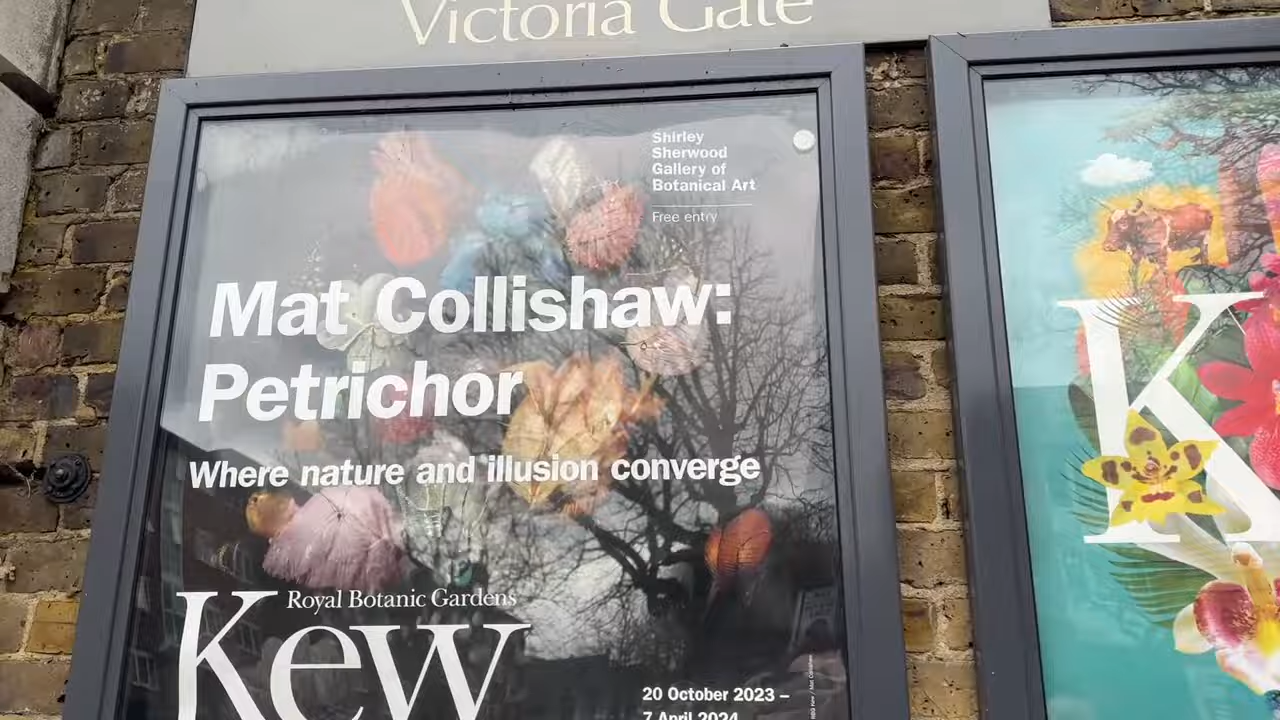 Victoria Gate
Shirley
Sherwood
Gallery of
Botanical Art
Free entry
Mat Collishaw:
Petrichor
Where nature and illusion converge
Royal Botanic Gardens
Kew
20 October 2023 –
7 April 2024
K